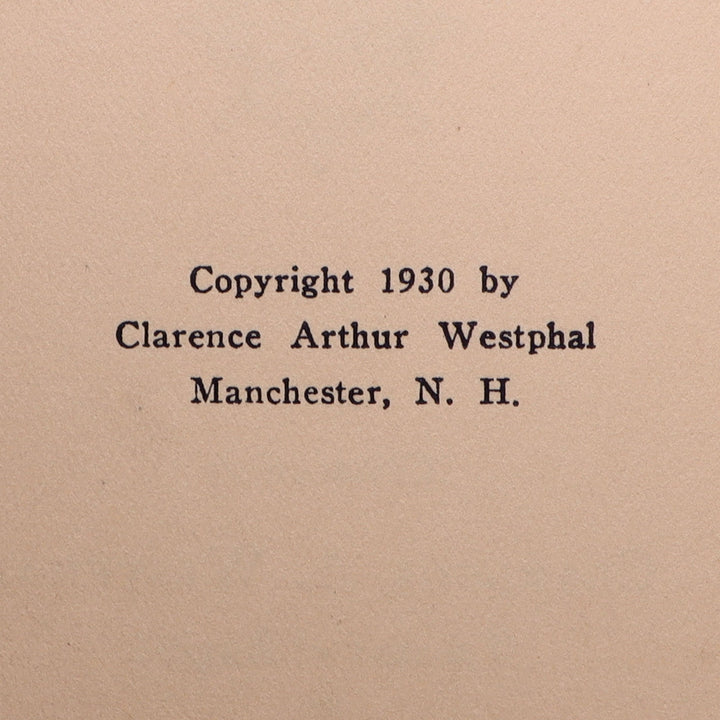 Copyright 1930 by
Clarence Arthur Westphal
Manchester, N. H.